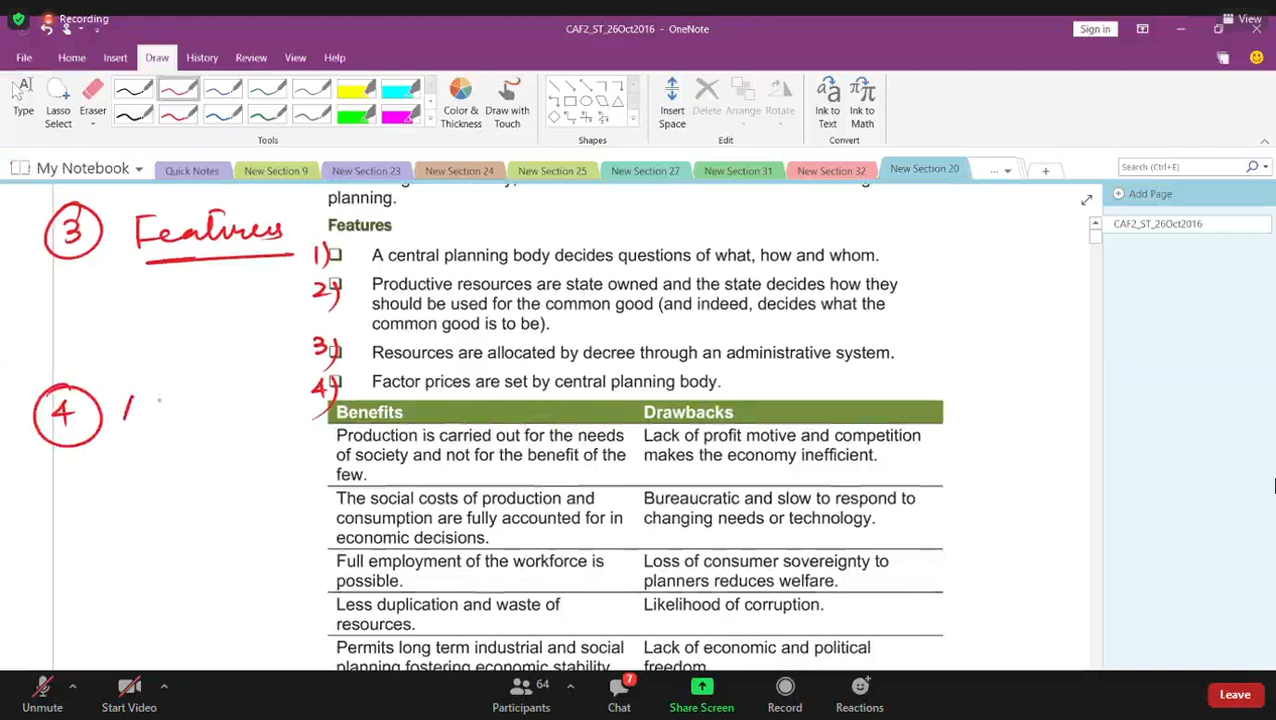 Recording
CAF2_ST_26Oct2016 - OneNote
Sign in
View
File Home Insert Draw History Review View Help
Type
Lasso Select
Eraser
Color & Thickness
Draw with Touch
Insert Space
Delete
Arrange
Rotate
Ink to Text
Ink to Math
Tools
Shapes
Edit
Convert
My Notebook
Quick Notes
New Section 9
New Section 23
New Section 24
New Section 25
New Section 27
New Section 31
New Section 32
New Section 20
...
Search (Ctrl+E)
Add Page
CAF2_ST_26Oct2016
planning.
3 Features
Features
1) A central planning body decides questions of what, how and whom.
2) Productive resources are state owned and the state decides how they
should be used for the common good (and indeed, decides what the
common good is to be).
3) Resources are allocated by decree through an administrative system.
4) Factor prices are set by central planning body.
4
Benefits Drawbacks
Production is carried out for the needs
of society and not for the benefit of the
few.
Lack of profit motive and competition
makes the economy inefficient.
The social costs of production and
consumption are fully accounted for in
economic decisions.
Bureaucratic and slow to respond to
changing needs or technology.
Full employment of the workforce is
possible.
Loss of consumer sovereignty to
planners reduces welfare.
Less duplication and waste of
resources.
Likelihood of corruption.
Permits long term industrial and social
planning fostering economic stability
Lack of economic and political
freedom
Unmute
Start Video
64
Participants
7
Chat
Share Screen
Record
Reactions
Leave